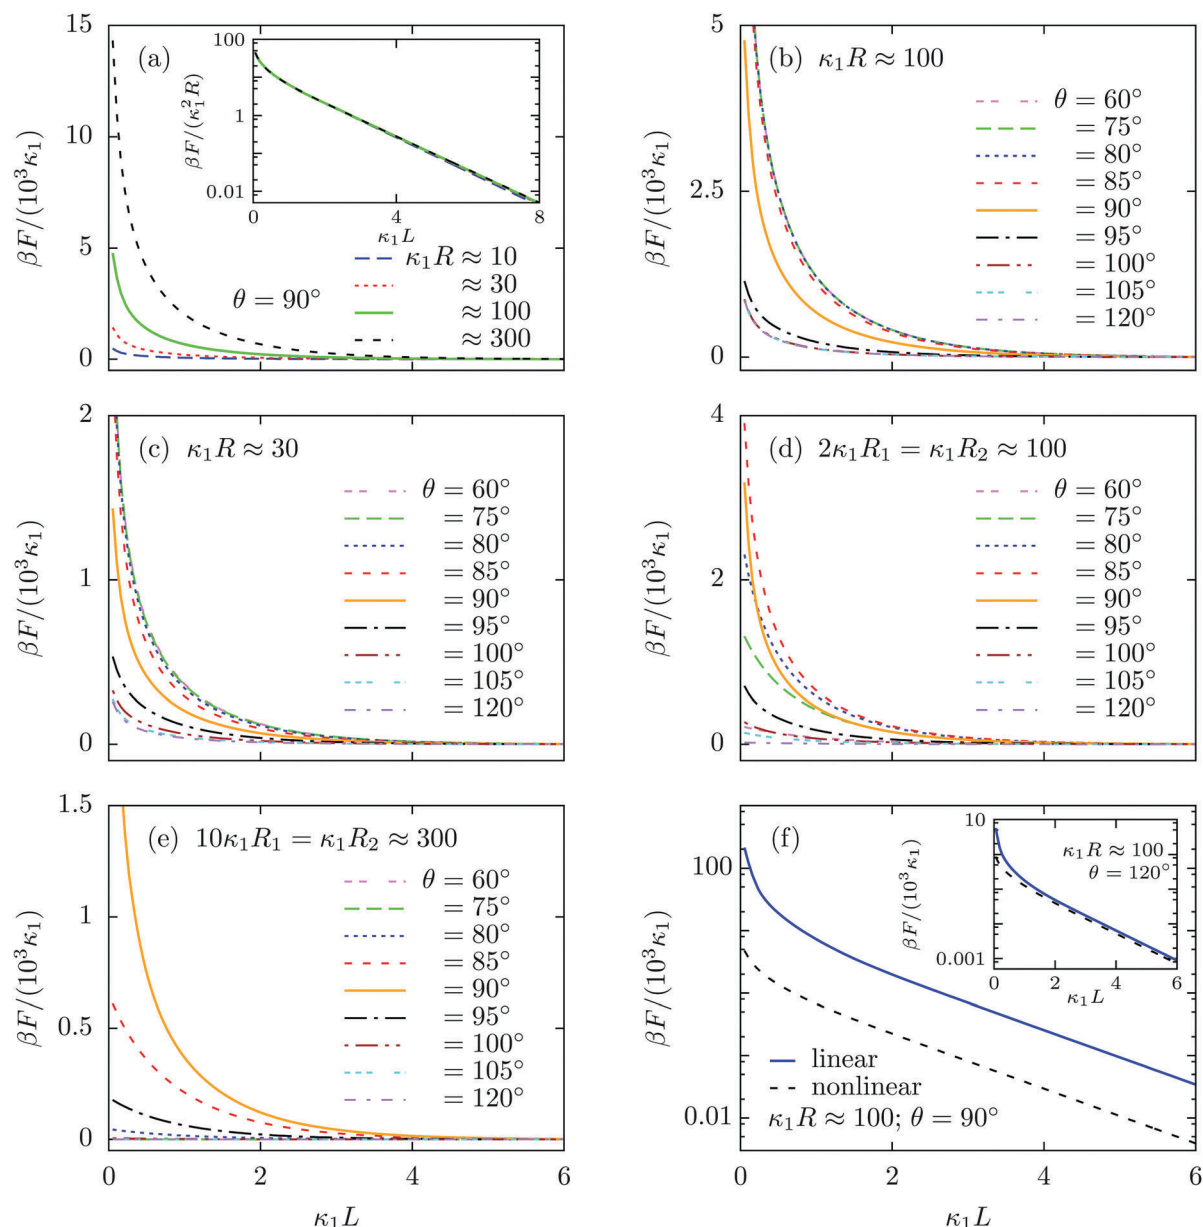 (a)
15
10
5
0
βF/(10³κ₁)
100
1
0.01
βF/(κ₁²R)
0
4
8
κ₁L
θ = 90°
κ₁R ≈ 10
≈ 30
≈ 100
≈ 300
(b) κ₁R ≈ 100
5
2.5
0
βF/(10³κ₁)
θ = 60°
= 75°
= 80°
= 85°
= 90°
= 95°
= 100°
= 105°
= 120°
(c) κ₁R ≈ 30
2
1
0
βF/(10³κ₁)
θ = 60°
= 75°
= 80°
= 85°
= 90°
= 95°
= 100°
= 105°
= 120°
(d) 2κ₁R₁ = κ₁R₂ ≈ 100
4
2
0
βF/(10³κ₁)
θ = 60°
= 75°
= 80°
= 85°
= 90°
= 95°
= 100°
= 105°
= 120°
(e) 10κ₁R₁ = κ₁R₂ ≈ 300
1.5
1
0.5
0
βF/(10³κ₁)
θ = 60°
= 75°
= 80°
= 85°
= 90°
= 95°
= 100°
= 105°
= 120°
0 2 4 6
κ₁L
(f)
100
0.01
βF/(10³κ₁)
10
0.001
βF/(10³κ₁)
κ₁R ≈ 100
θ = 120°
0 2 4 6
κ₁L
linear
nonlinear
κ₁R ≈ 100; θ = 90°
0 2 4 6
κ₁L